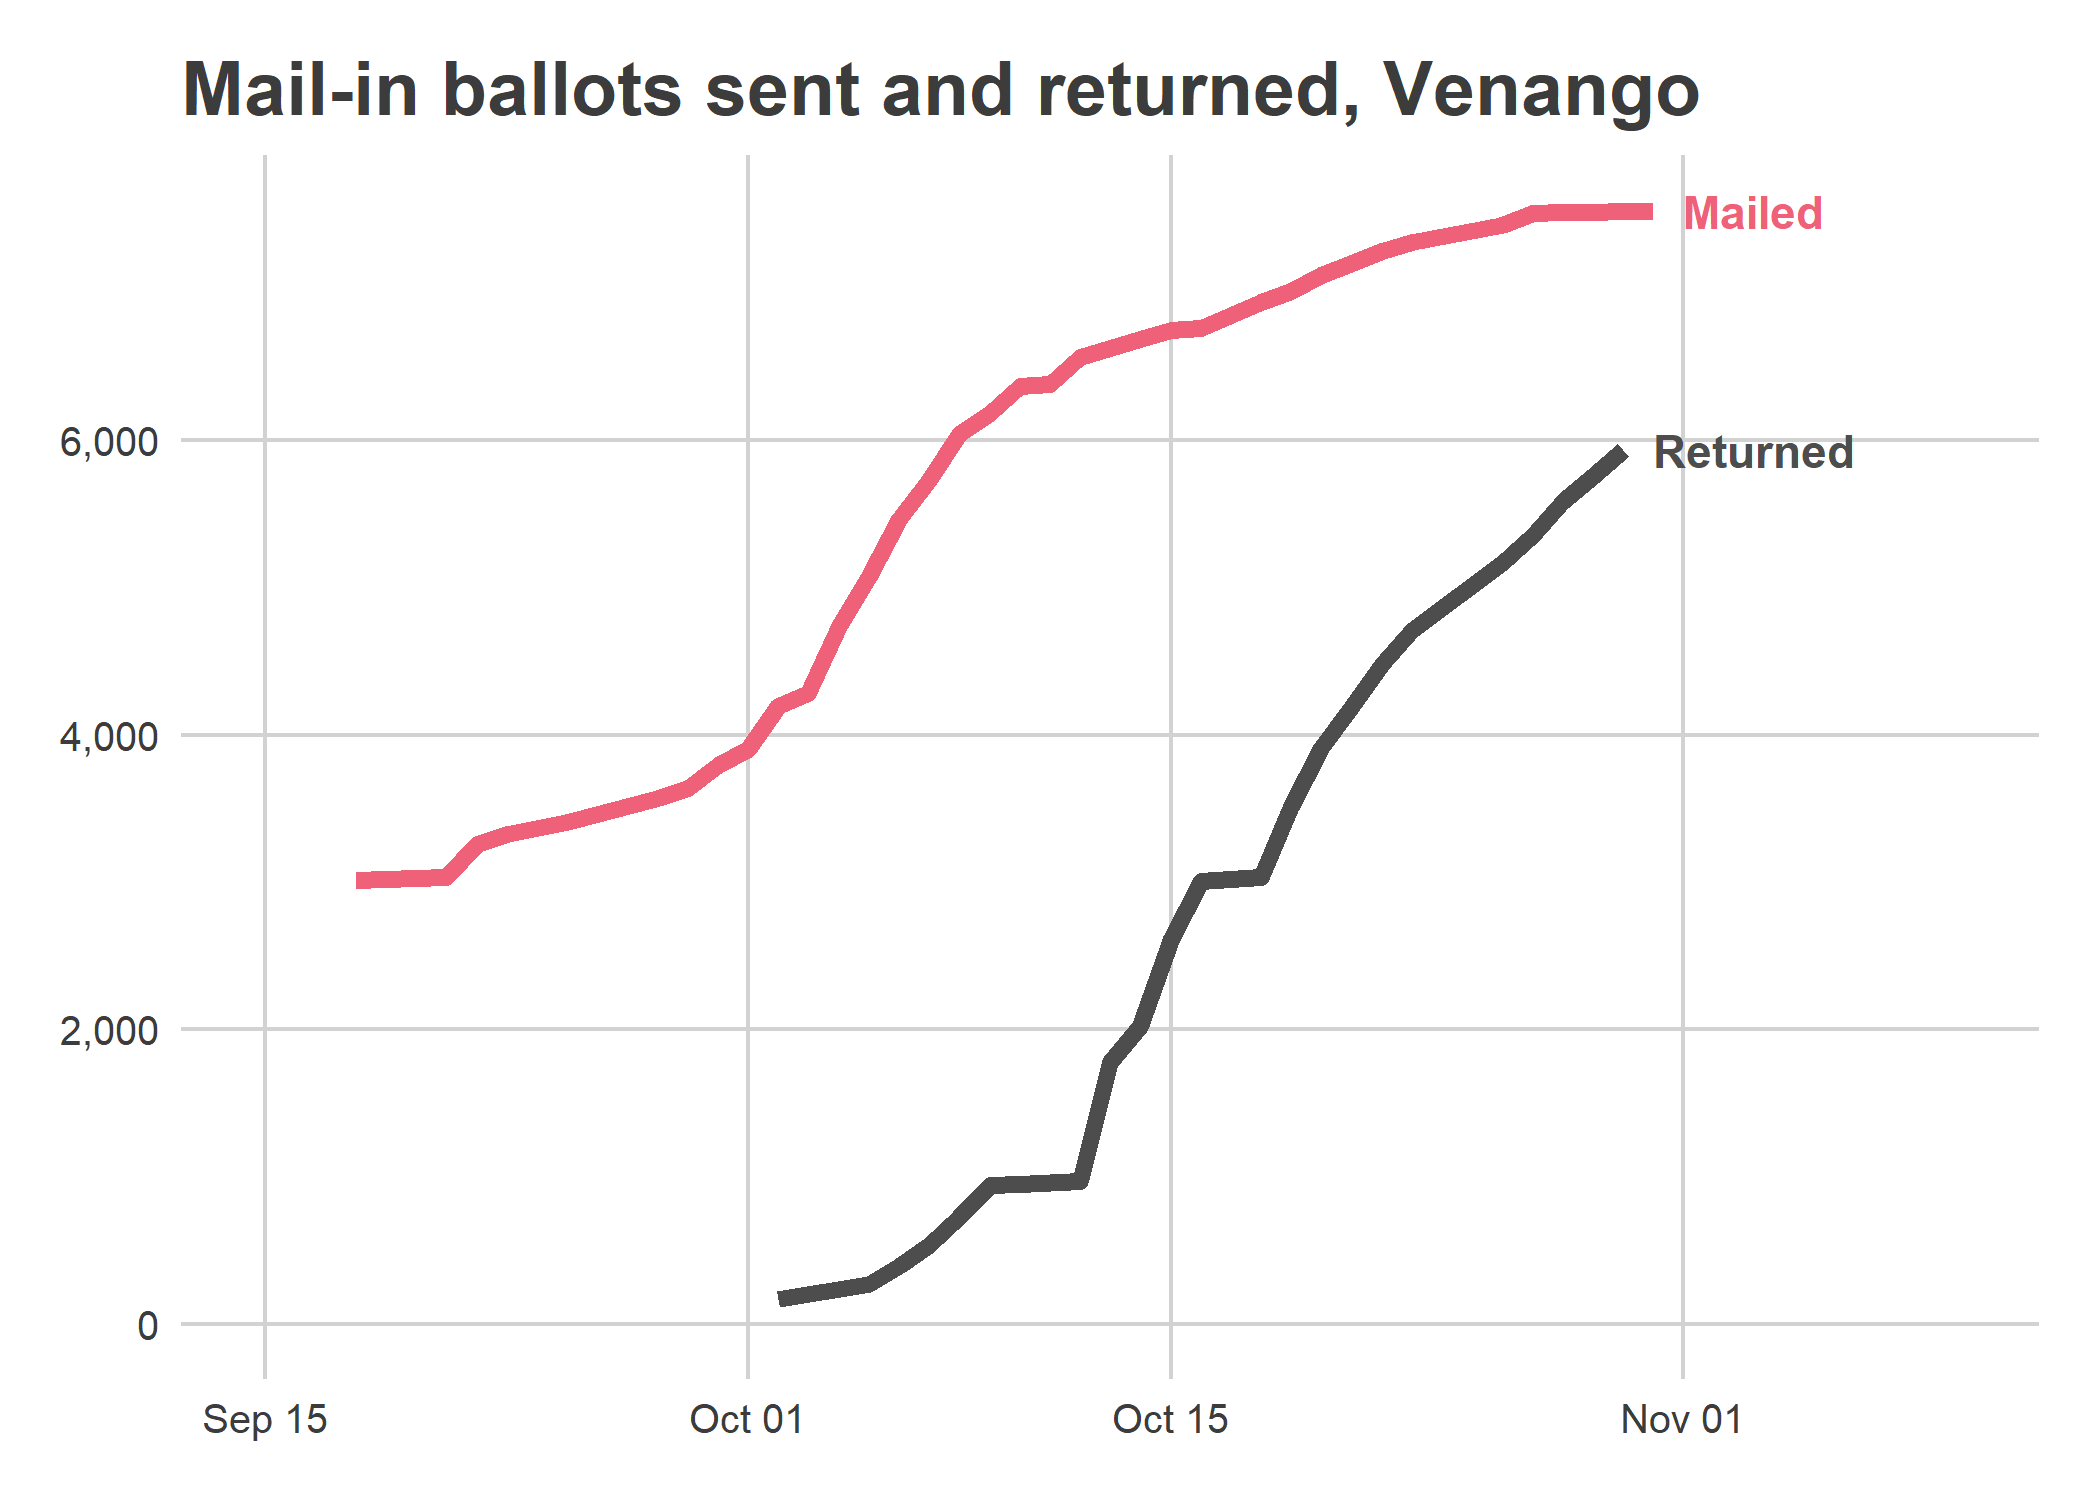 Mail-in ballots sent and returned, Venango
Mailed
6,000
Returned
4,000
2,000
0
Sep 15
Oct 01
Oct 15
Nov 01